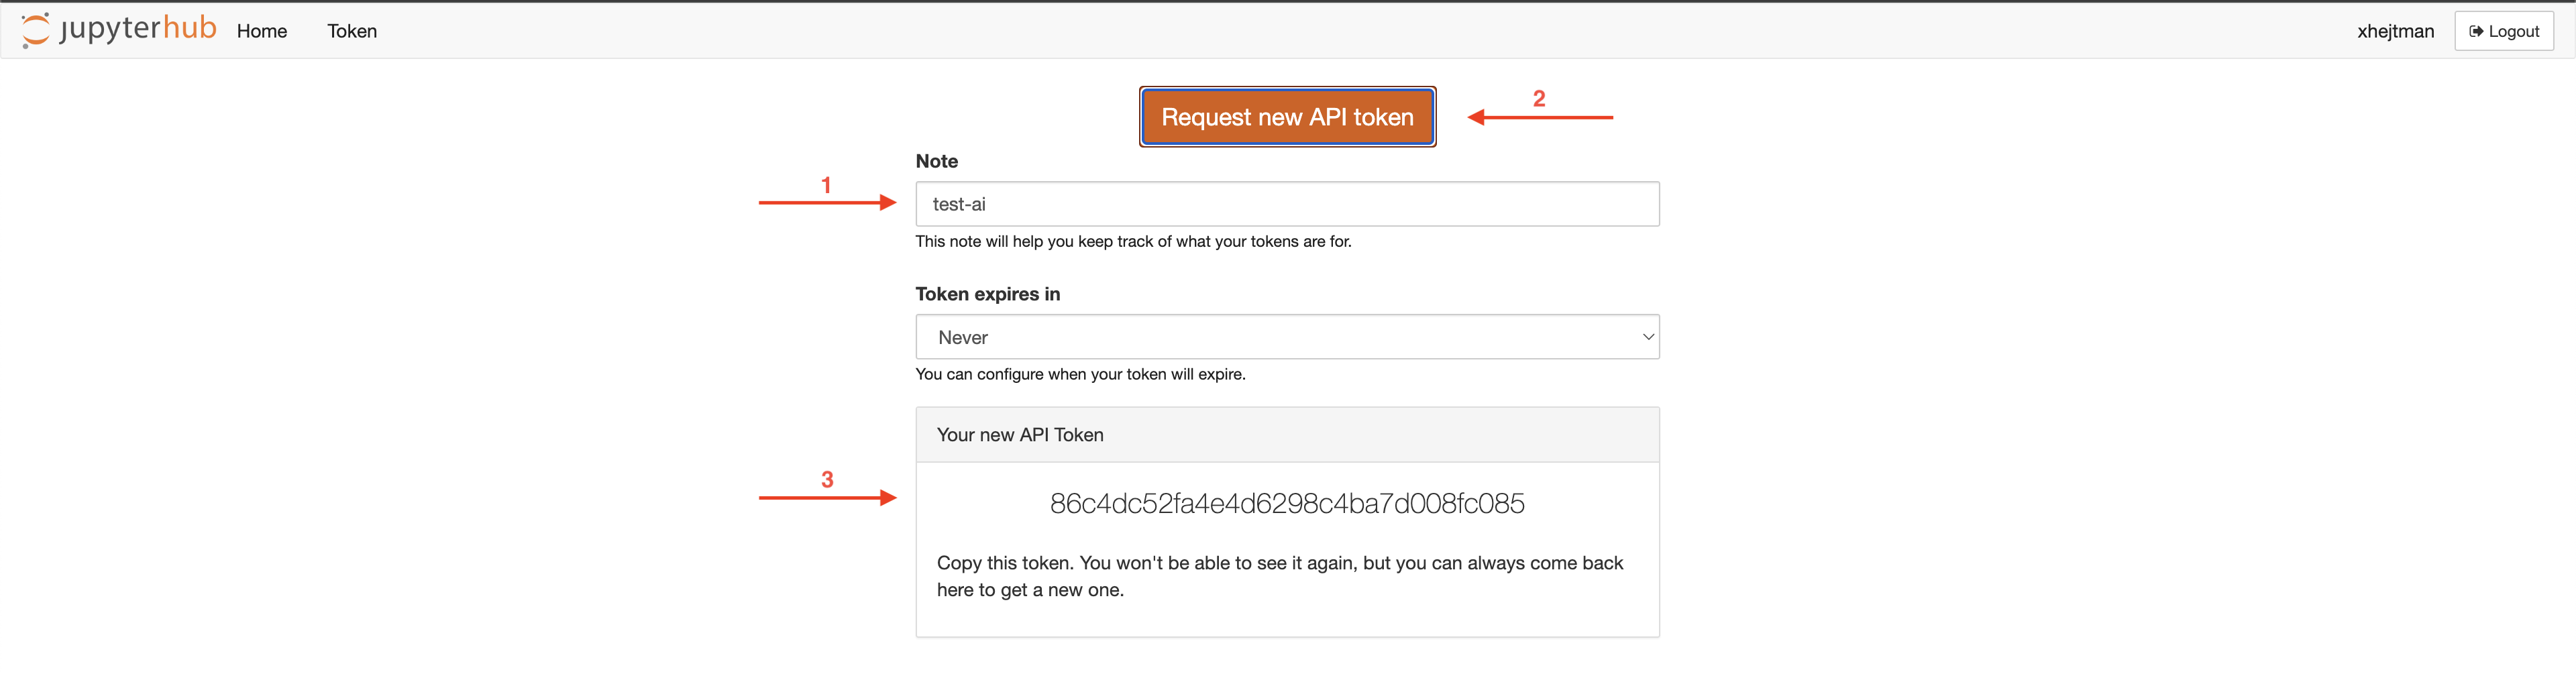 jupyterhub Home Token xhejtman Logout
Request new API token
2
Note
1
test-ai
This note will help you keep track of what your tokens are for.
Token expires in
Never
You can configure when your token will expire.
Your new API Token
3
86c4dc52fa4e4d6298c4ba7d008fc085
Copy this token. You won't be able to see it again, but you can always come back
here to get a new one.